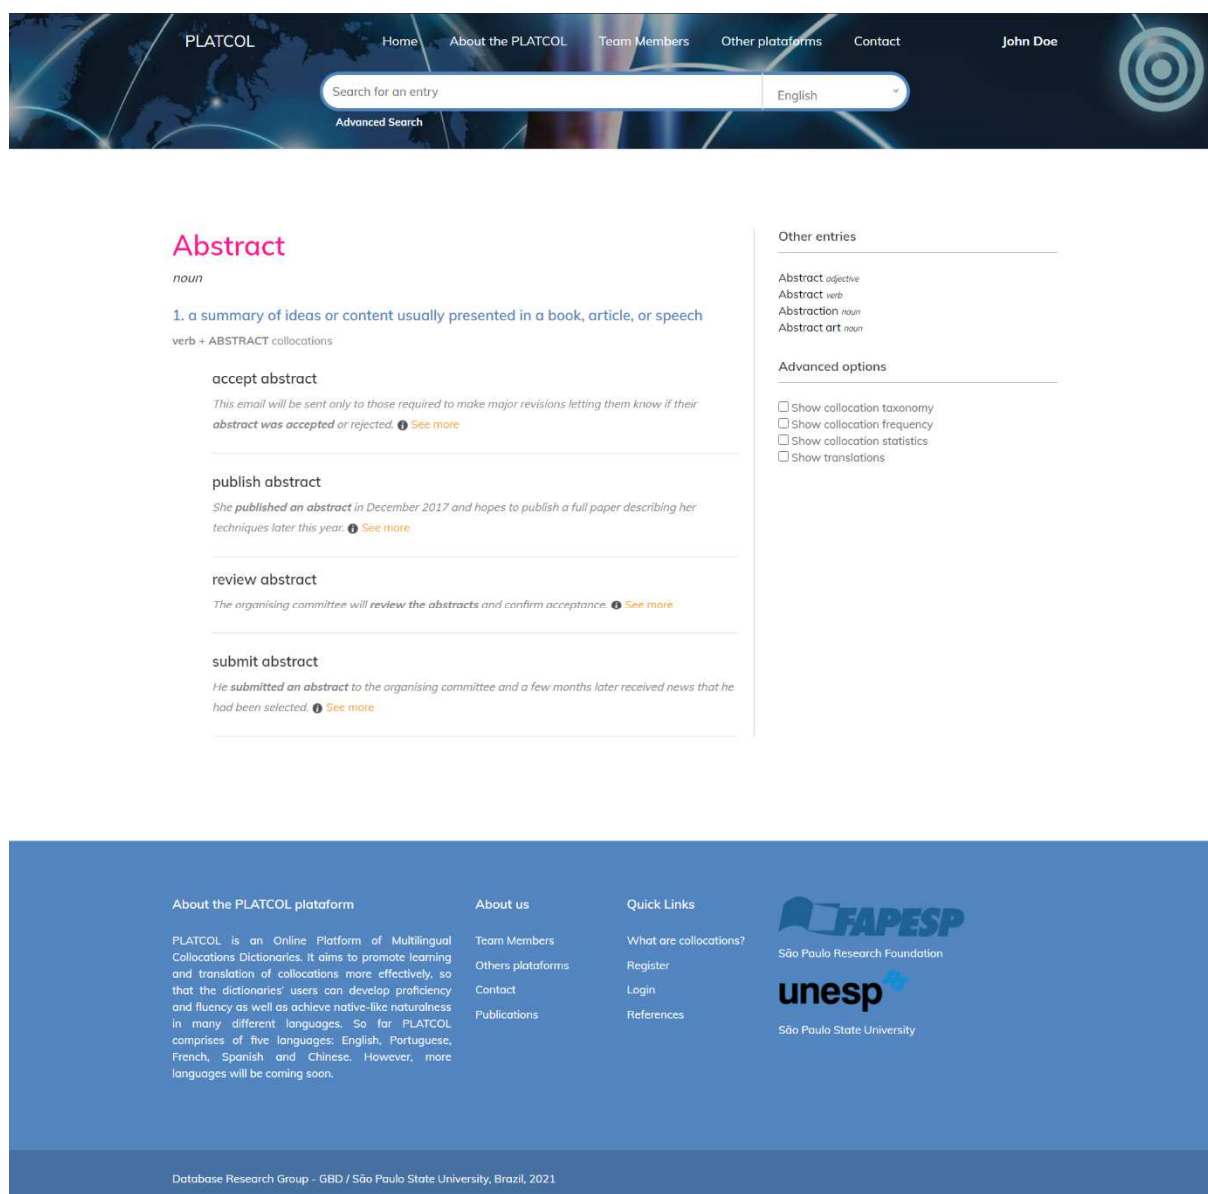 PLATCOL Home About the PLATCOL Team Members Other plataforms Contact John Doe
Search for an entry English
Advanced Search
Abstract
noun
1. a summary of ideas or content usually presented in a book, article, or speech
verb + ABSTRACT collocations
accept abstract
This email will be sent only to those required to make major revisions letting them know if their
abstract was accepted or rejected. See more
publish abstract
She published an abstract in December 2017 and hopes to publish a full paper describing her
techniques later this year. See more
review abstract
The organising committee will review the abstracts and confirm acceptance. See more
submit abstract
He submitted an abstract to the organising committee and a few months later received news that he
had been selected. See more
Other entries
Abstract adjective
Abstract verb
Abstraction noun
Abstract art noun
Advanced options
Show collocation taxonomy
Show collocation frequency
Show collocation statistics
Show translations
About the PLATCOL plataform
PLATCOL is an Online Platform of Multilingual
Collocations Dictionaries. It aims to promote learning
and translation of collocations more effectively, so
that the dictionaries' users can develop proficiency
and fluency as well as achieve native-like naturalness
in many different languages. So far PLATCOL
comprises of five languages: English, Portuguese,
French, Spanish and Chinese. However, more
languages will be coming soon.
About us
Team Members
Others plataforms
Contact
Publications
Quick Links
What are collocations?
Register
Login
References
FAPESP
São Paulo Research Foundation
unesp
São Paulo State University
Database Research Group - GBD / São Paulo State University, Brazil, 2021